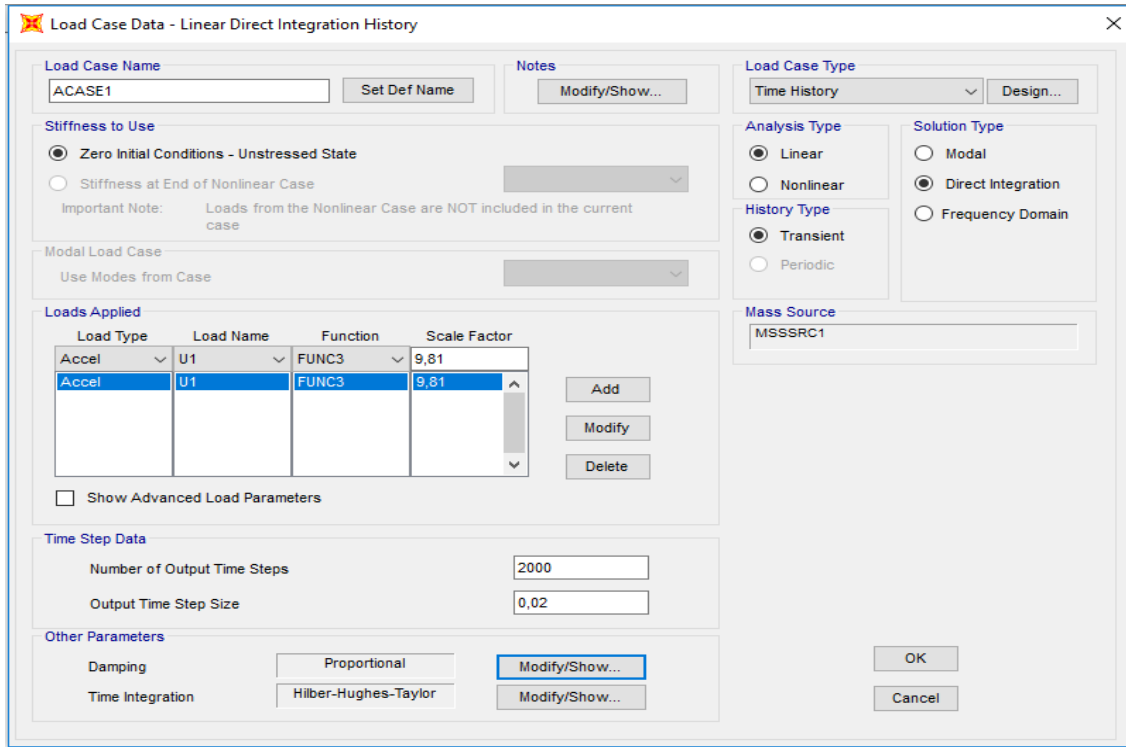 Load Case Data - Linear Direct Integration History
Load Case Name
ACASE1
Set Def Name
Notes
Modify/Show...
Load Case Type
Time History
Design...
Stiffness to Use
Zero Initial Conditions - Unstressed State
Stiffness at End of Nonlinear Case
Important Note: Loads from the Nonlinear Case are NOT included in the current
case
Analysis Type
Linear
Nonlinear
Solution Type
Modal
Direct Integration
Frequency Domain
History Type
Transient
Periodic
Modal Load Case
Use Modes from Case
Loads Applied
Load Type Load Name Function Scale Factor
Accel U1 FUNC3 9,81
Accel U1 FUNC3 9,81
Add
Modify
Delete
Show Advanced Load Parameters
Mass Source
MSSSRC1
Time Step Data
Number of Output Time Steps 2000
Output Time Step Size 0,02
Other Parameters
Damping Proportional Modify/Show...
Time Integration Hilber-Hughes-Taylor Modify/Show...
OK
Cancel